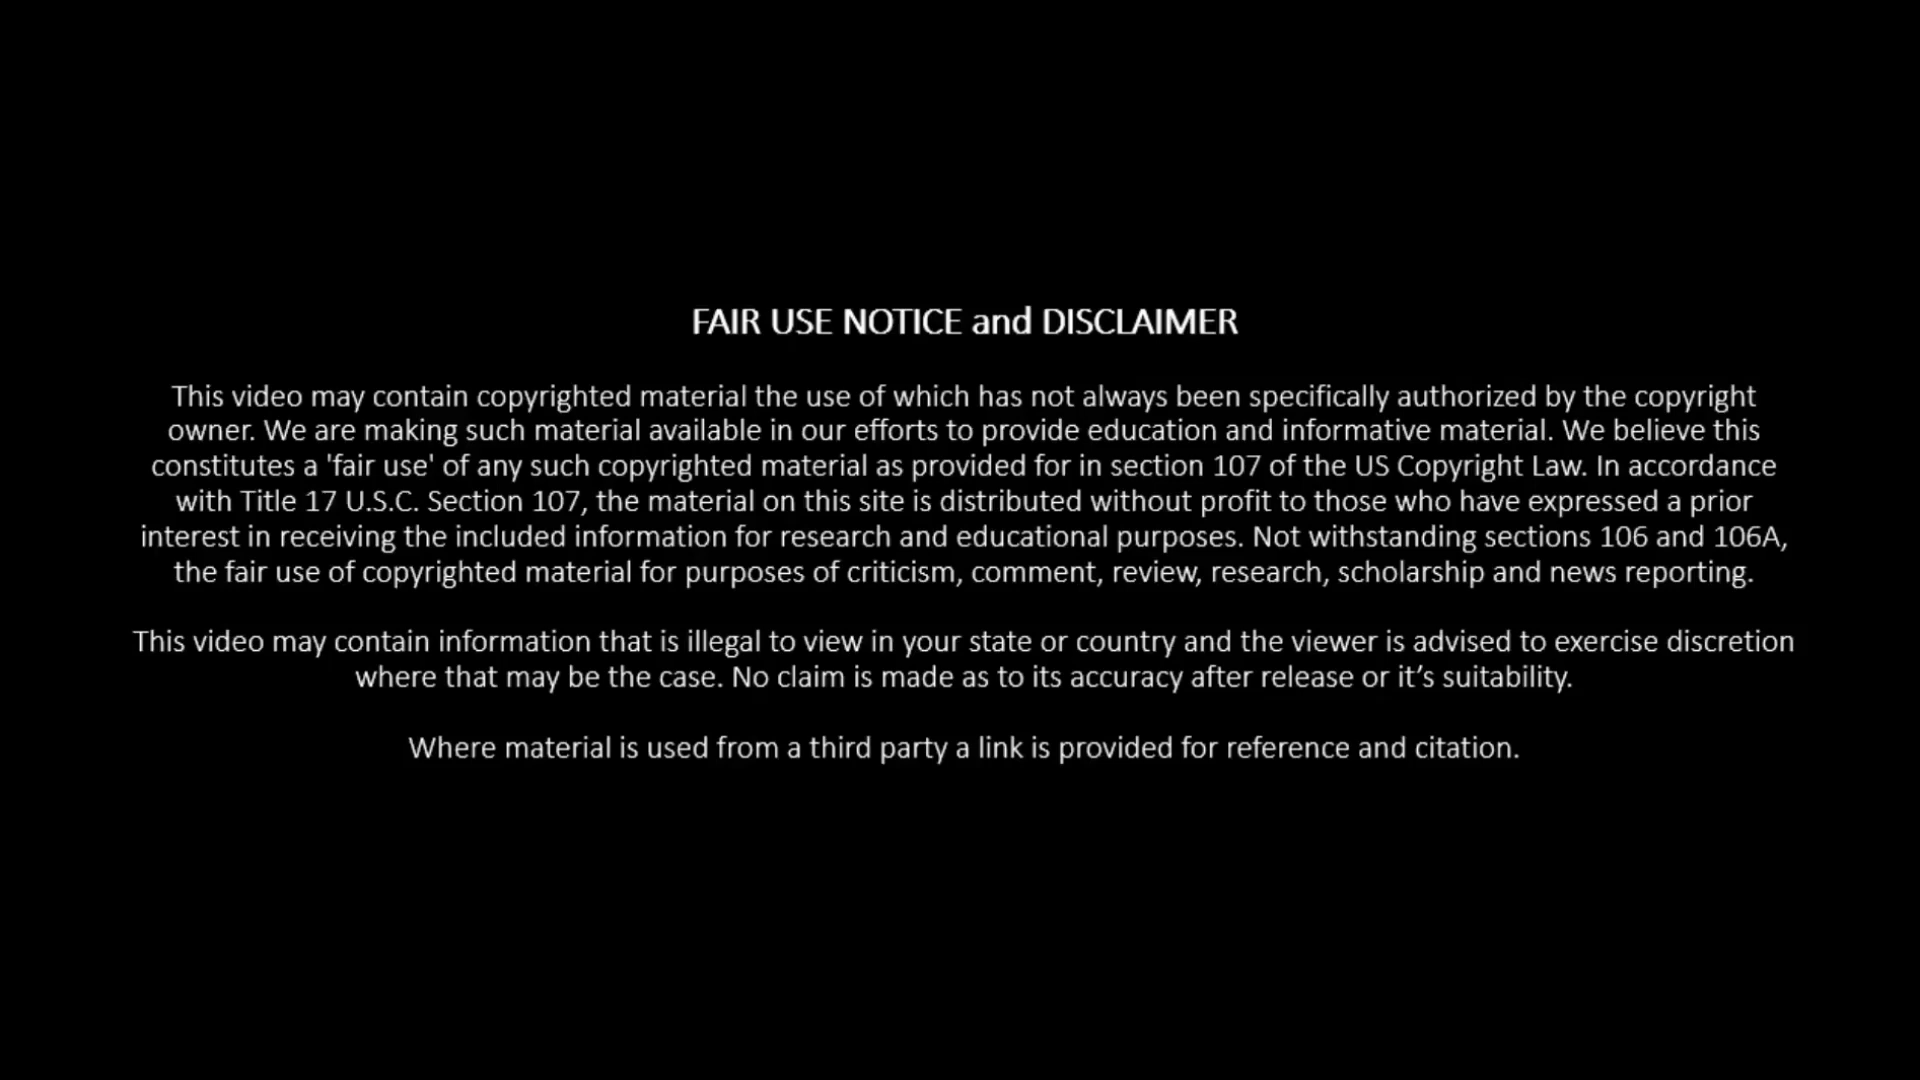 FAIR USE NOTICE and DISCLAIMER
This video may contain copyrighted material the use of which has not always been specifically authorized by the copyright
owner. We are making such material available in our efforts to provide education and informative material. We believe this
constitutes a 'fair use' of any such copyrighted material as provided for in section 107 of the US Copyright Law. In accordance
with Title 17 U.S.C. Section 107, the material on this site is distributed without profit to those who have expressed a prior
interest in receiving the included information for research and educational purposes. Not withstanding sections 106 and 106A,
the fair use of copyrighted material for purposes of criticism, comment, review, research, scholarship and news reporting.
This video may contain information that is illegal to view in your state or country and the viewer is advised to exercise discretion
where that may be the case. No claim is made as to its accuracy after release or it’s suitability.
Where material is used from a third party a link is provided for reference and citation.